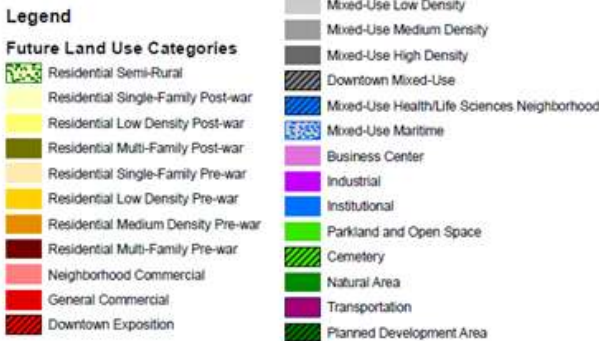 Legend
Future Land Use Categories
Residential Semi-Rural
Residential Single-Family Post-war
Residential Low Density Post-war
Residential Multi-Family Post-war
Residential Single-Family Pre-war
Residential Low Density Pre-war
Residential Medium Density Pre-war
Residential Multi-Family Pre-war
Neighborhood Commercial
General Commercial
Downtown Exposition
Mixed-Use Low Density
Mixed-Use Medium Density
Mixed-Use High Density
Downtown Mixed-Use
Mixed-Use Health/Life Sciences Neighborhood
Mixed-Use Maritime
Business Center
Industrial
Institutional
Parkland and Open Space
Cemetery
Natural Area
Transportation
Planned Development Area